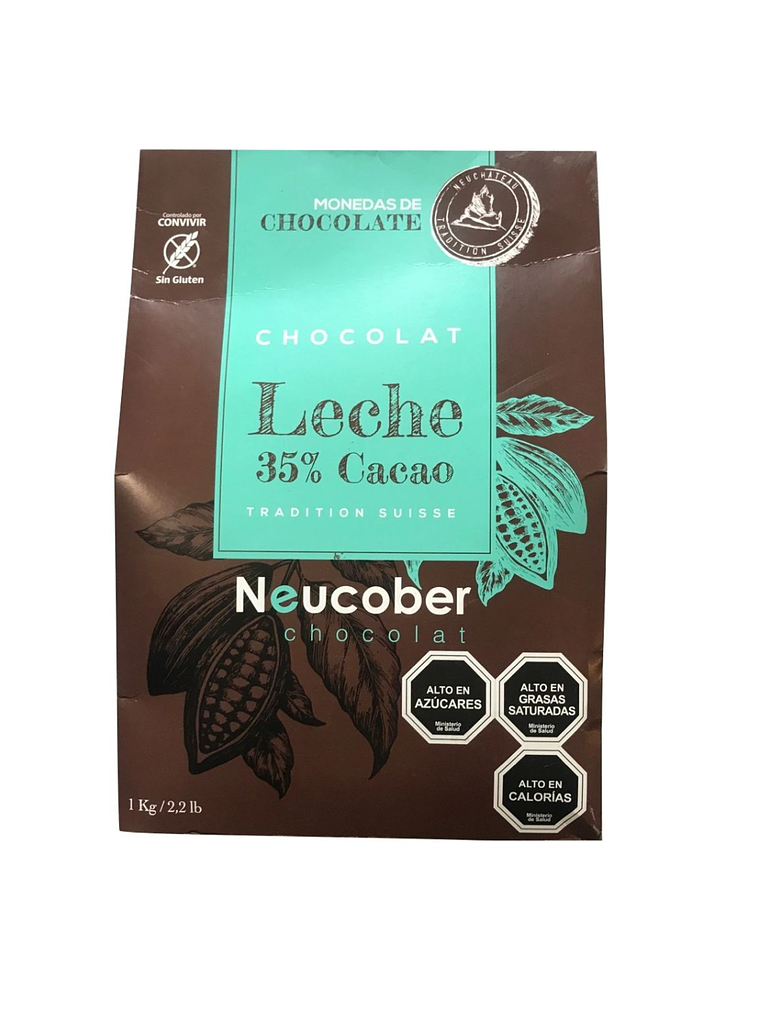 MONEDAS DE
CHOCOLATE
NEUCHATEAU
TRADITION SUISSE
Controlado por
CONVIVIR
Sin Gluten
CHOCOLAT
Leche
35% Cacao
TRADITION SUISSE
Neucober
chocolat
ALTO EN
AZÚCARES
Ministerio
de Salud
ALTO EN
GRASAS
SATURADAS
Ministerio
de Salud
ALTO EN
CALORÍAS
Ministerio
de Salud
1 Kg / 2,2 lb